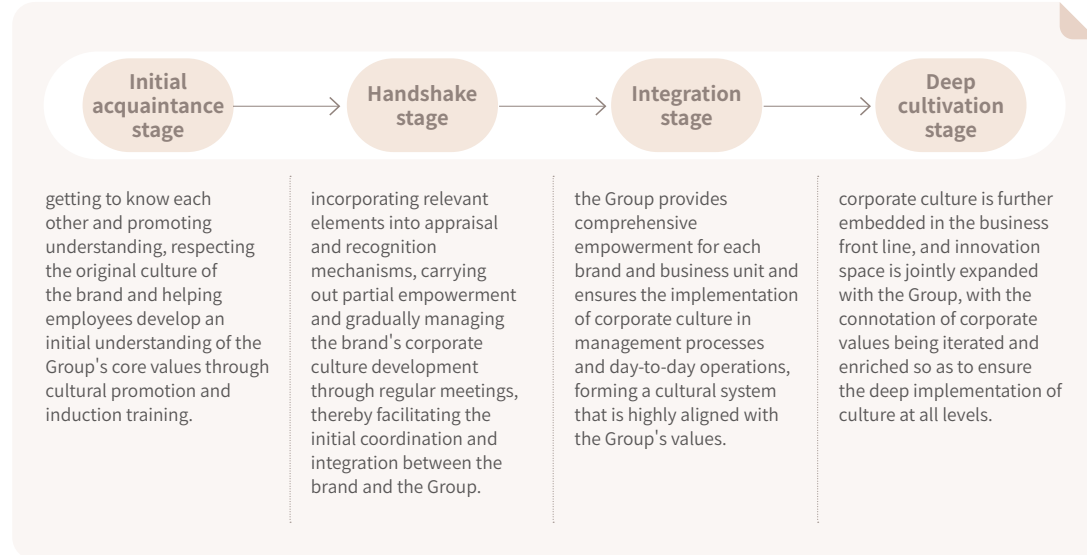 Initial
acquaintance
stage
Handshake
stage
Integration
stage
Deep
cultivation
stage
getting to know each
other and promoting
understanding, respecting
the original culture of
the brand and helping
employees develop an
initial understanding of the
Group's core values through
cultural promotion and
induction training.
incorporating relevant
elements into appraisal
and recognition
mechanisms, carrying
out partial empowerment
and gradually managing
the brand's corporate
culture development
through regular meetings,
thereby facilitating the
initial coordination and
integration between the
brand and the Group.
the Group provides
comprehensive
empowerment for each
brand and business unit and
ensures the implementation
of corporate culture in
management processes
and day-to-day operations,
forming a cultural system
that is highly aligned with
the Group's values.
corporate culture is further
embedded in the business
front line, and innovation
space is jointly expanded
with the Group, with the
connotation of corporate
values being iterated and
enriched so as to ensure
the deep implementation of
culture at all levels.